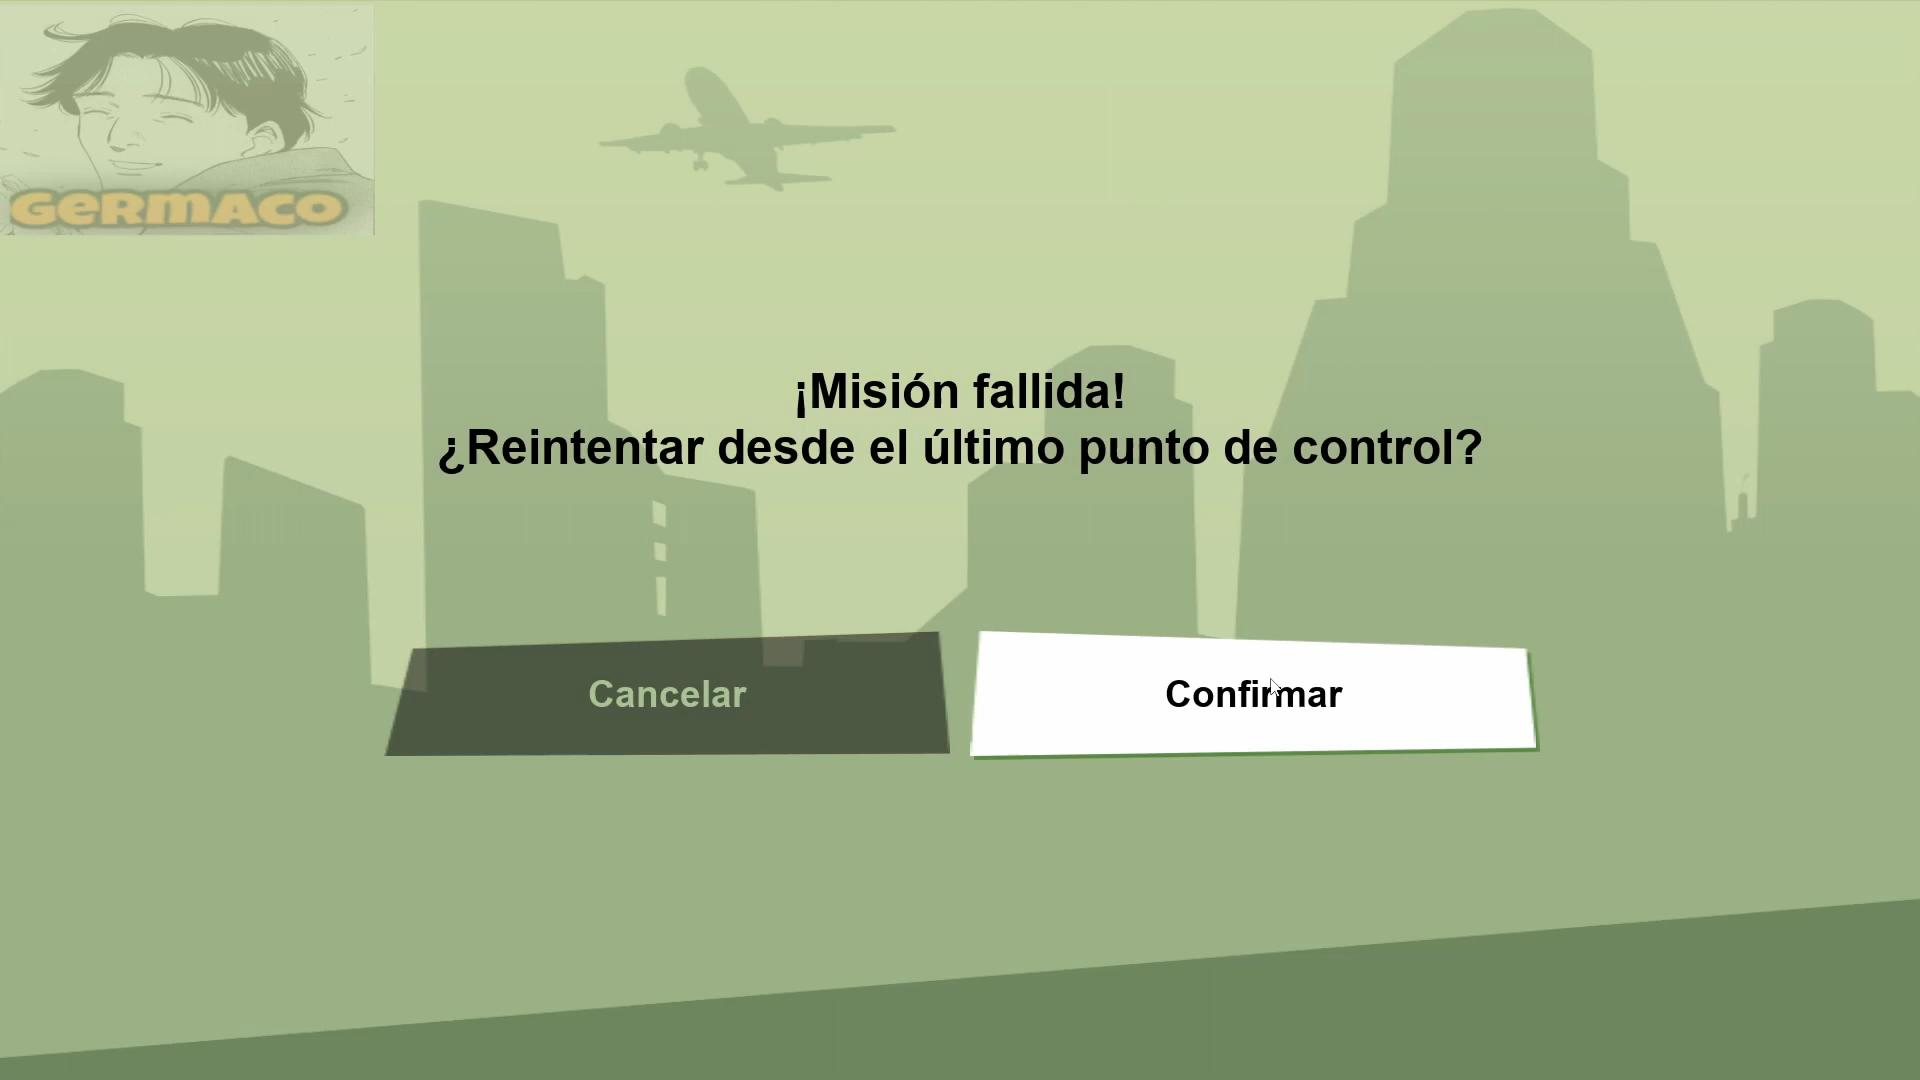 GERMACO
¡Misión fallida!
¿Reintentar desde el último punto de control?
Cancelar
Confirmar